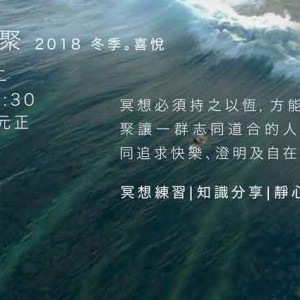 聚 2018 冬季。喜悅
:30
元正
冥想必須持之以恆, 方能
聚讓一群志同道合的人
同追求快樂、澄明及自在
冥想練習|知識分享|靜心